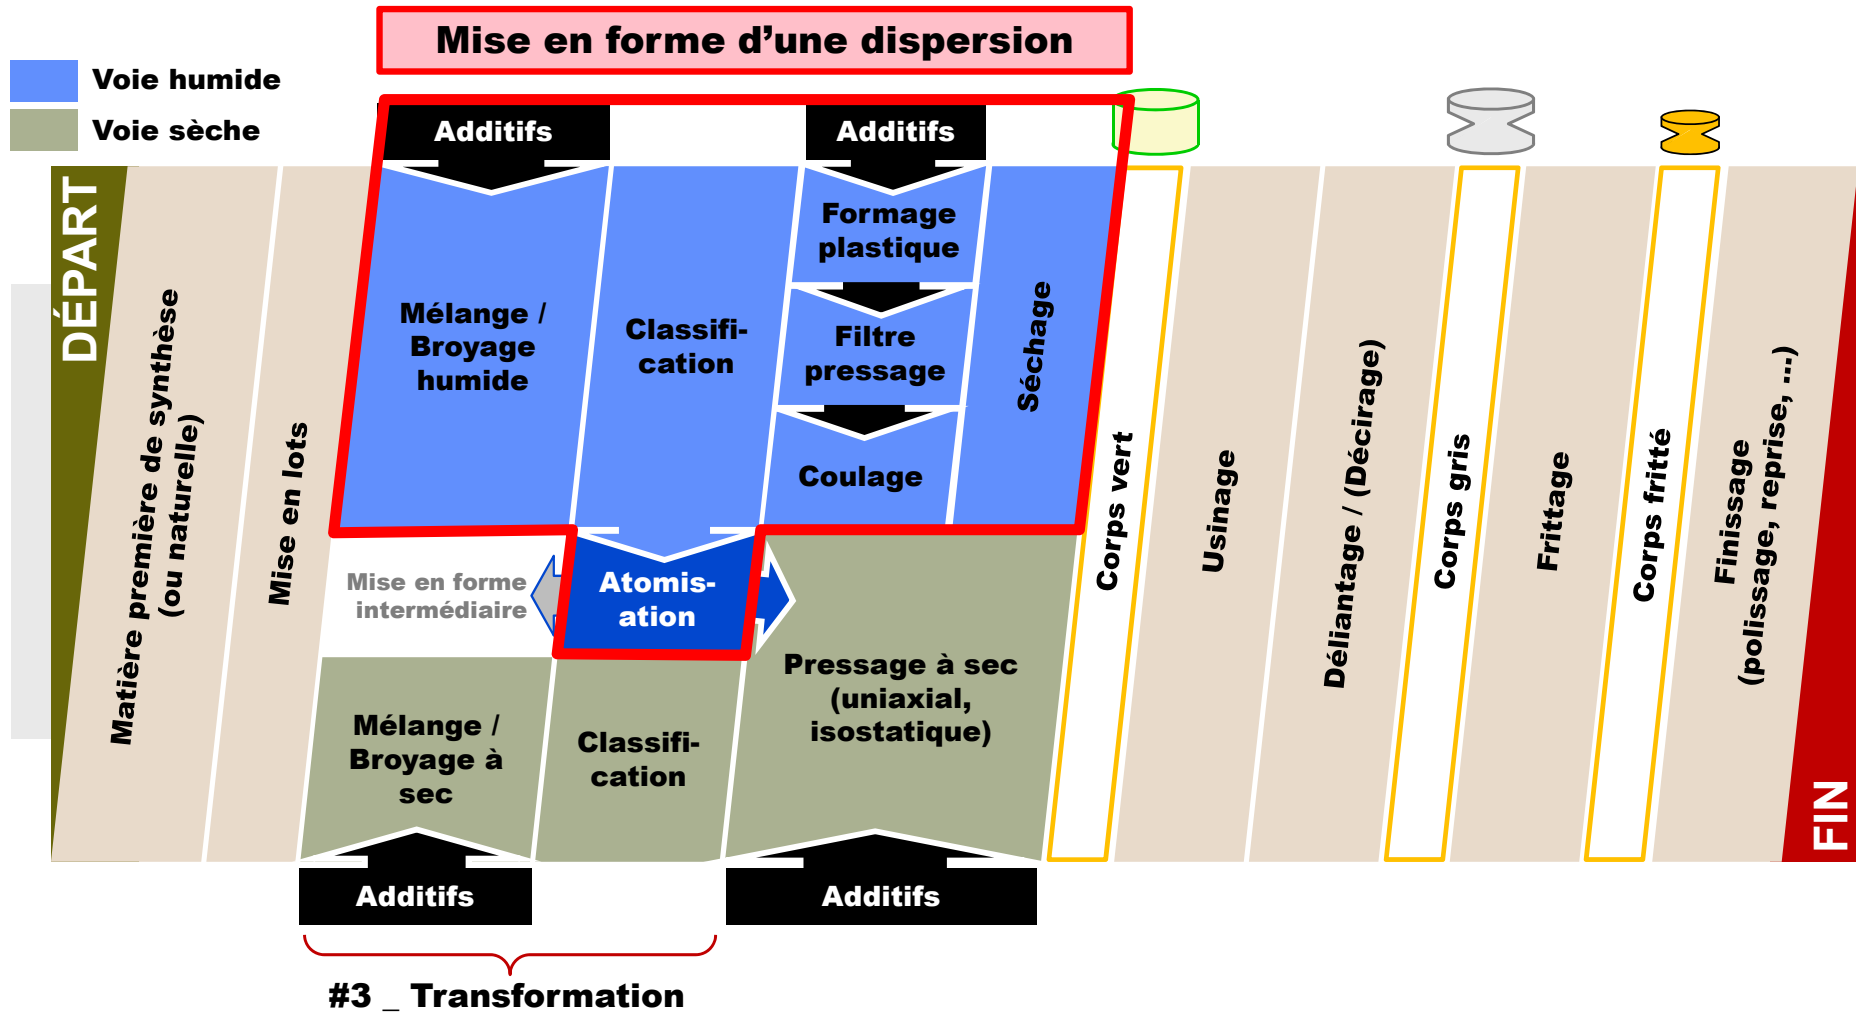 Mise en forme d’une dispersion
Voie humide
Voie sèche
Additifs
Additifs
DÉPART
Matière première de synthèse
(ou naturelle)
Mise en lots
Mélange /
Broyage
humide
Classifi-
cation
Formage
plastique
Filtre
pressage
Coulage
Séchage
Mise en forme
intermédiaire
Atomis-
ation
Mélange /
Broyage à
sec
Classifi-
cation
Pressage à sec
(uniaxial,
isostatique)
Corps vert
Usinage
Déliantage / (Décirage)
Corps gris
Frittage
Corps fritté
Finissage
(polissage, reprise, ...)
FIN
Additifs
Additifs
#3 _ Transformation